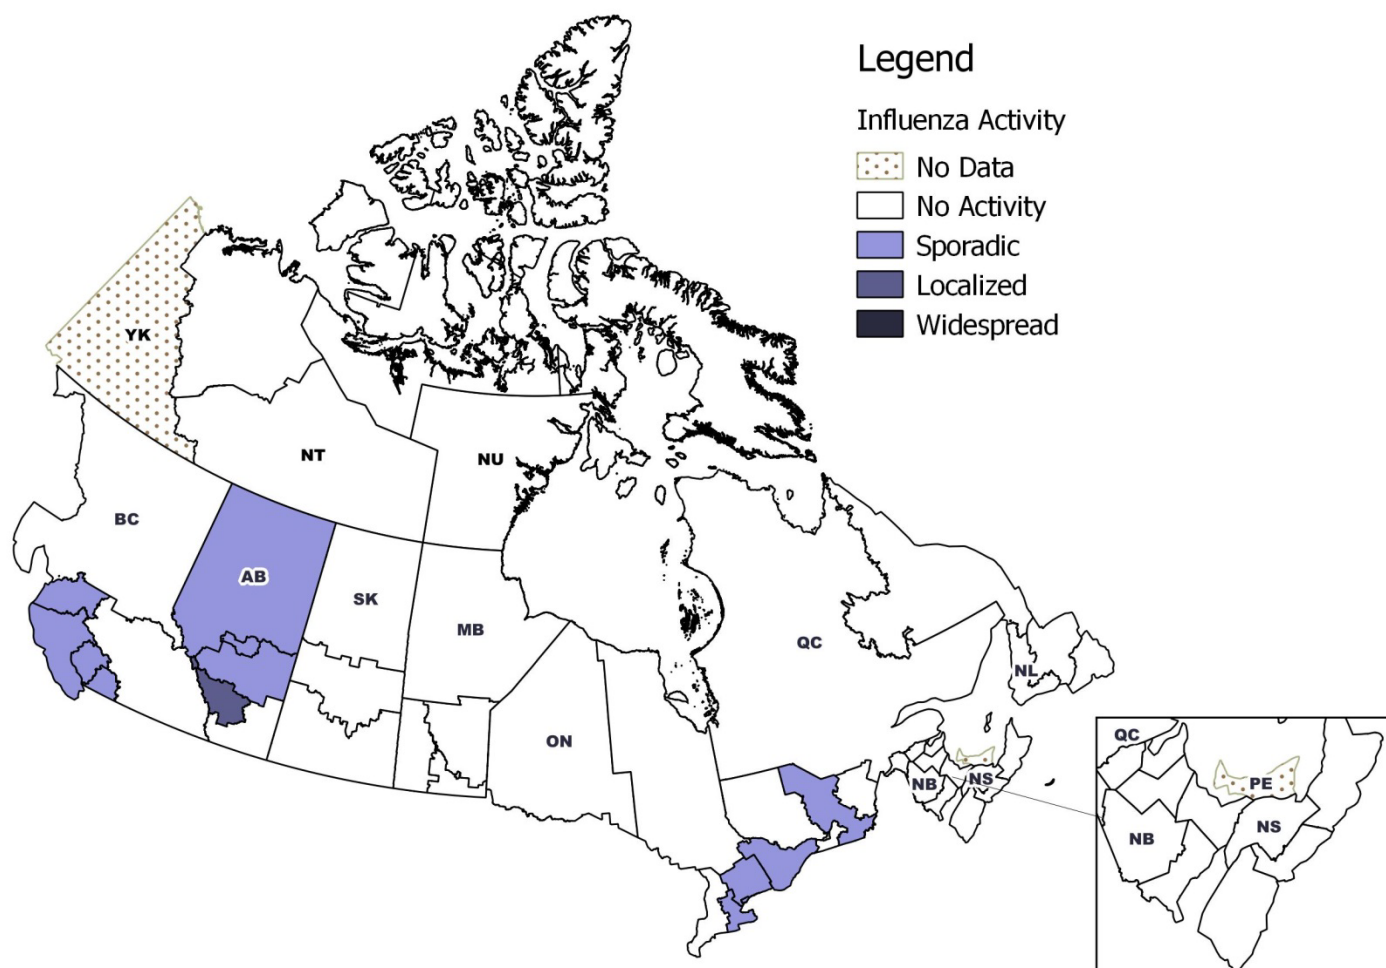 Legend
Influenza Activity
No Data
No Activity
Sporadic
Localized
Widespread
YK
NT
NU
BC
AB
SK
MB
QC
NL
ON
NB
NS
QC
PE
NB
NS